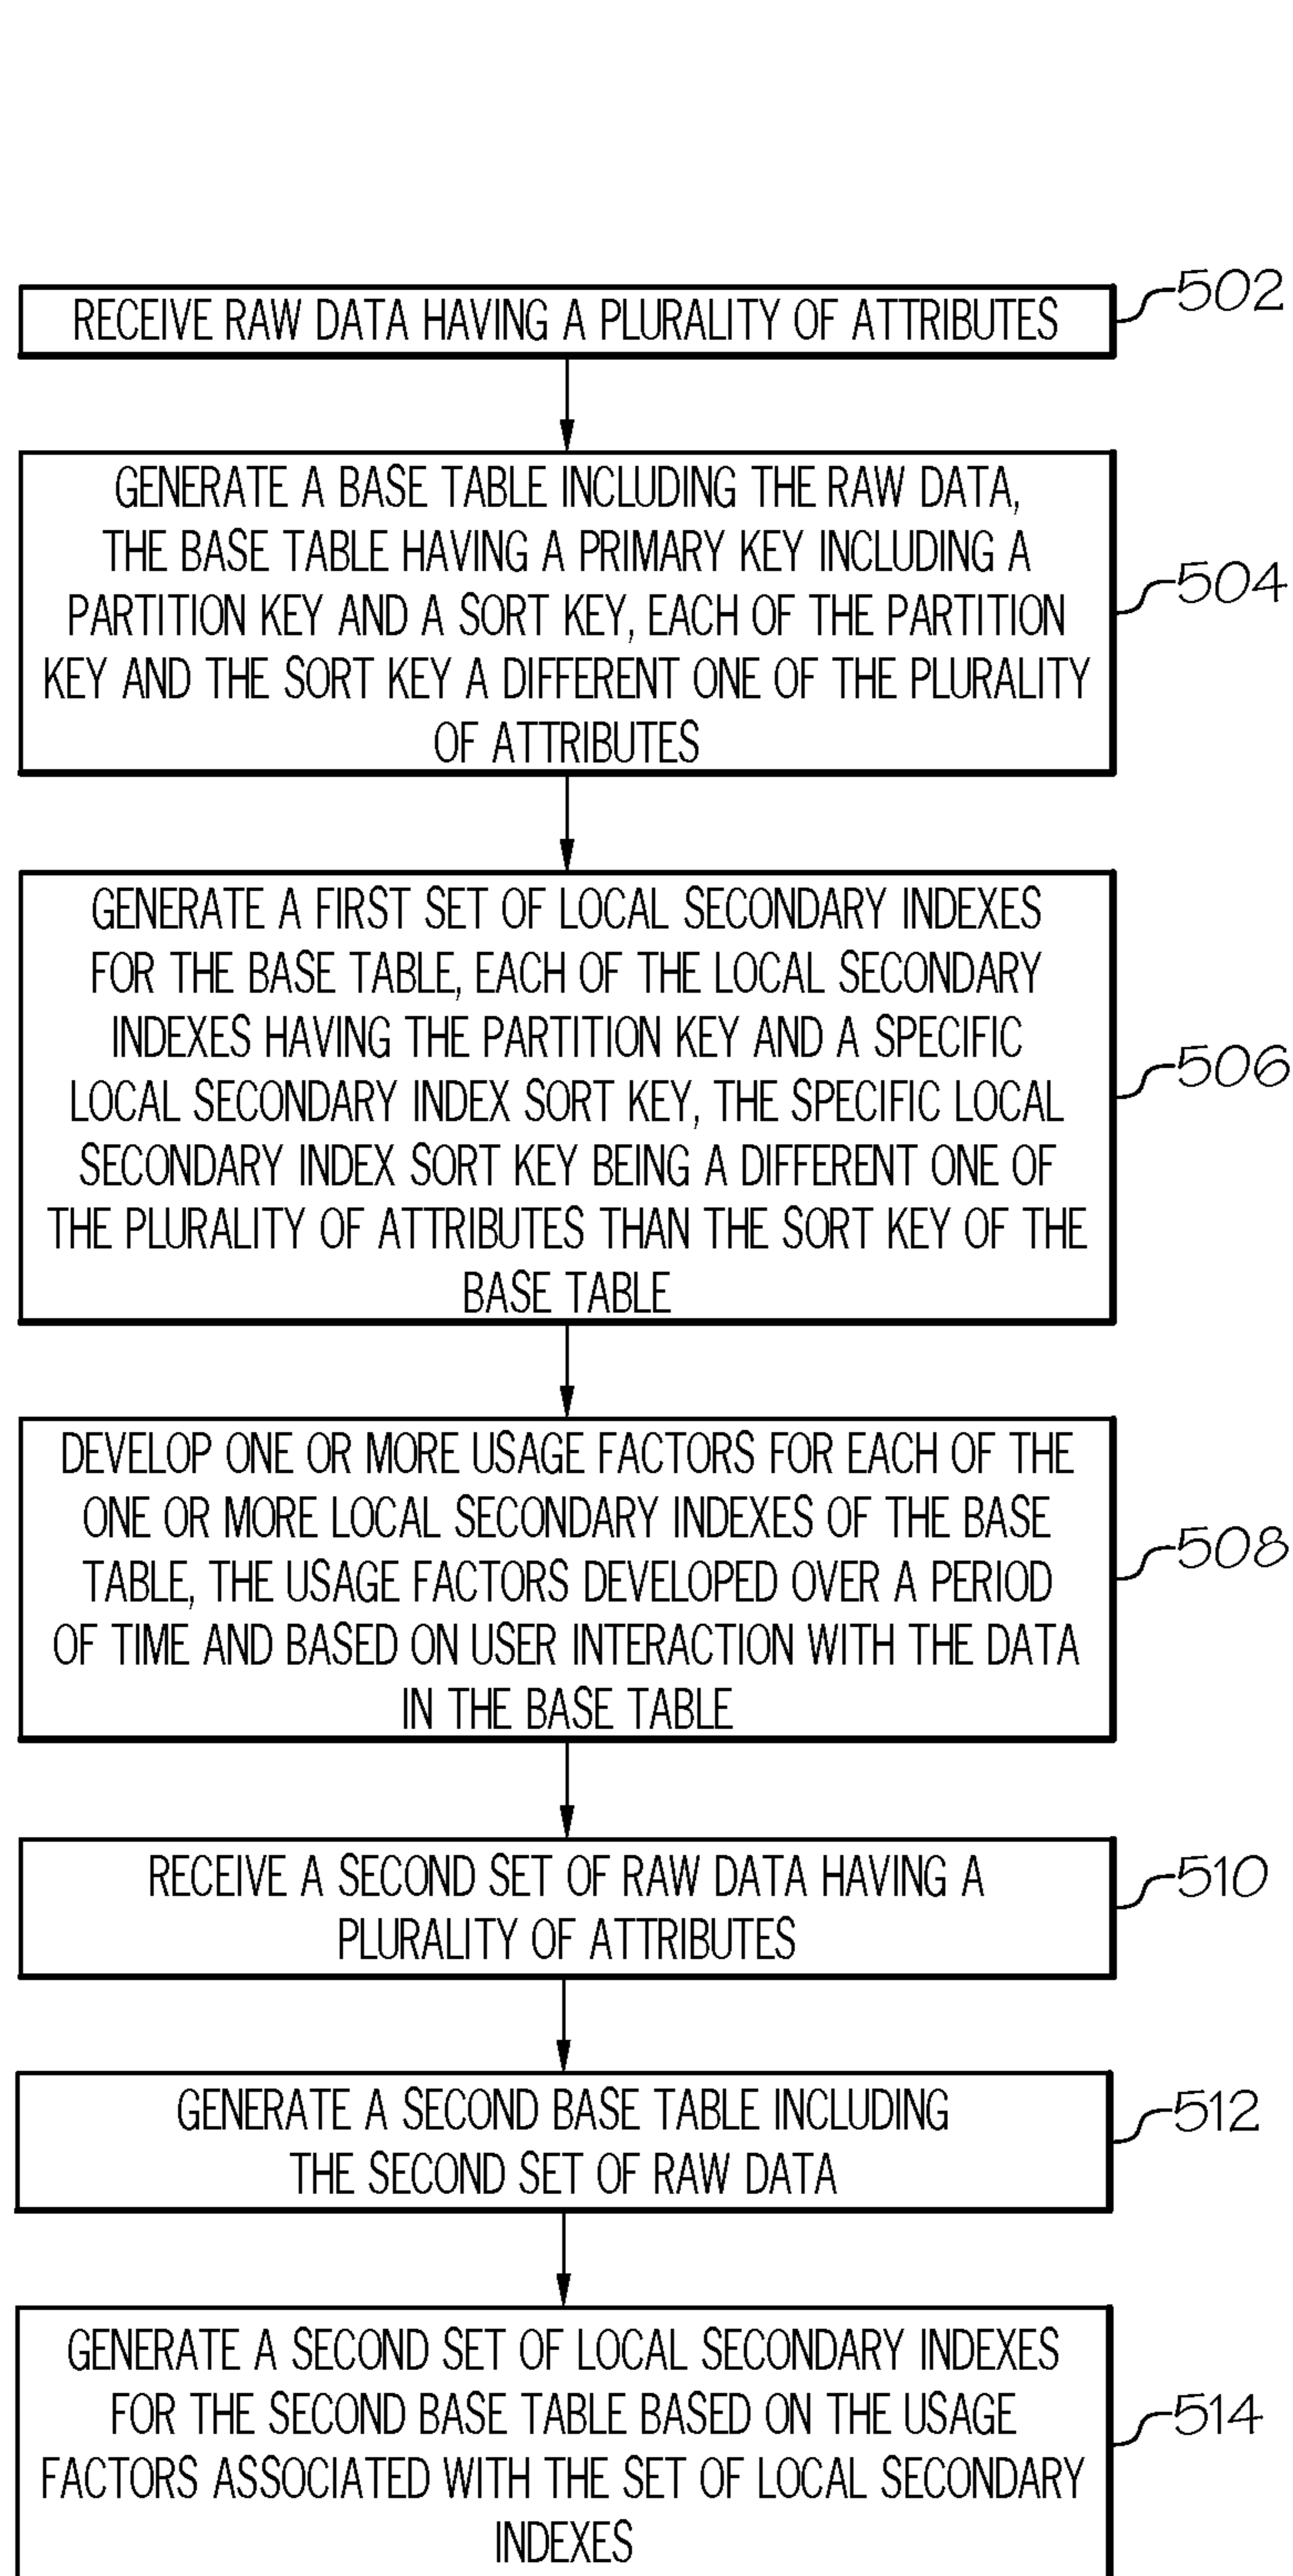 RECEIVE RAW DATA HAVING A PLURALITY OF ATTRIBUTES
502
GENERATE A BASE TABLE INCLUDING THE RAW DATA,
THE BASE TABLE HAVING A PRIMARY KEY INCLUDING A
PARTITION KEY AND A SORT KEY, EACH OF THE PARTITION
KEY AND THE SORT KEY A DIFFERENT ONE OF THE PLURALITY
OF ATTRIBUTES
504
GENERATE A FIRST SET OF LOCAL SECONDARY INDEXES
FOR THE BASE TABLE, EACH OF THE LOCAL SECONDARY
INDEXES HAVING THE PARTITION KEY AND A SPECIFIC
LOCAL SECONDARY INDEX SORT KEY, THE SPECIFIC LOCAL
SECONDARY INDEX SORT KEY BEING A DIFFERENT ONE OF
THE PLURALITY OF ATTRIBUTES THAN THE SORT KEY OF THE
BASE TABLE
506
DEVELOP ONE OR MORE USAGE FACTORS FOR EACH OF THE
ONE OR MORE LOCAL SECONDARY INDEXES OF THE BASE
TABLE, THE USAGE FACTORS DEVELOPED OVER A PERIOD
OF TIME AND BASED ON USER INTERACTION WITH THE DATA
IN THE BASE TABLE
508
RECEIVE A SECOND SET OF RAW DATA HAVING A
PLURALITY OF ATTRIBUTES
510
GENERATE A SECOND BASE TABLE INCLUDING
THE SECOND SET OF RAW DATA
512
GENERATE A SECOND SET OF LOCAL SECONDARY INDEXES
FOR THE SECOND BASE TABLE BASED ON THE USAGE
FACTORS ASSOCIATED WITH THE SET OF LOCAL SECONDARY
INDEXES
514